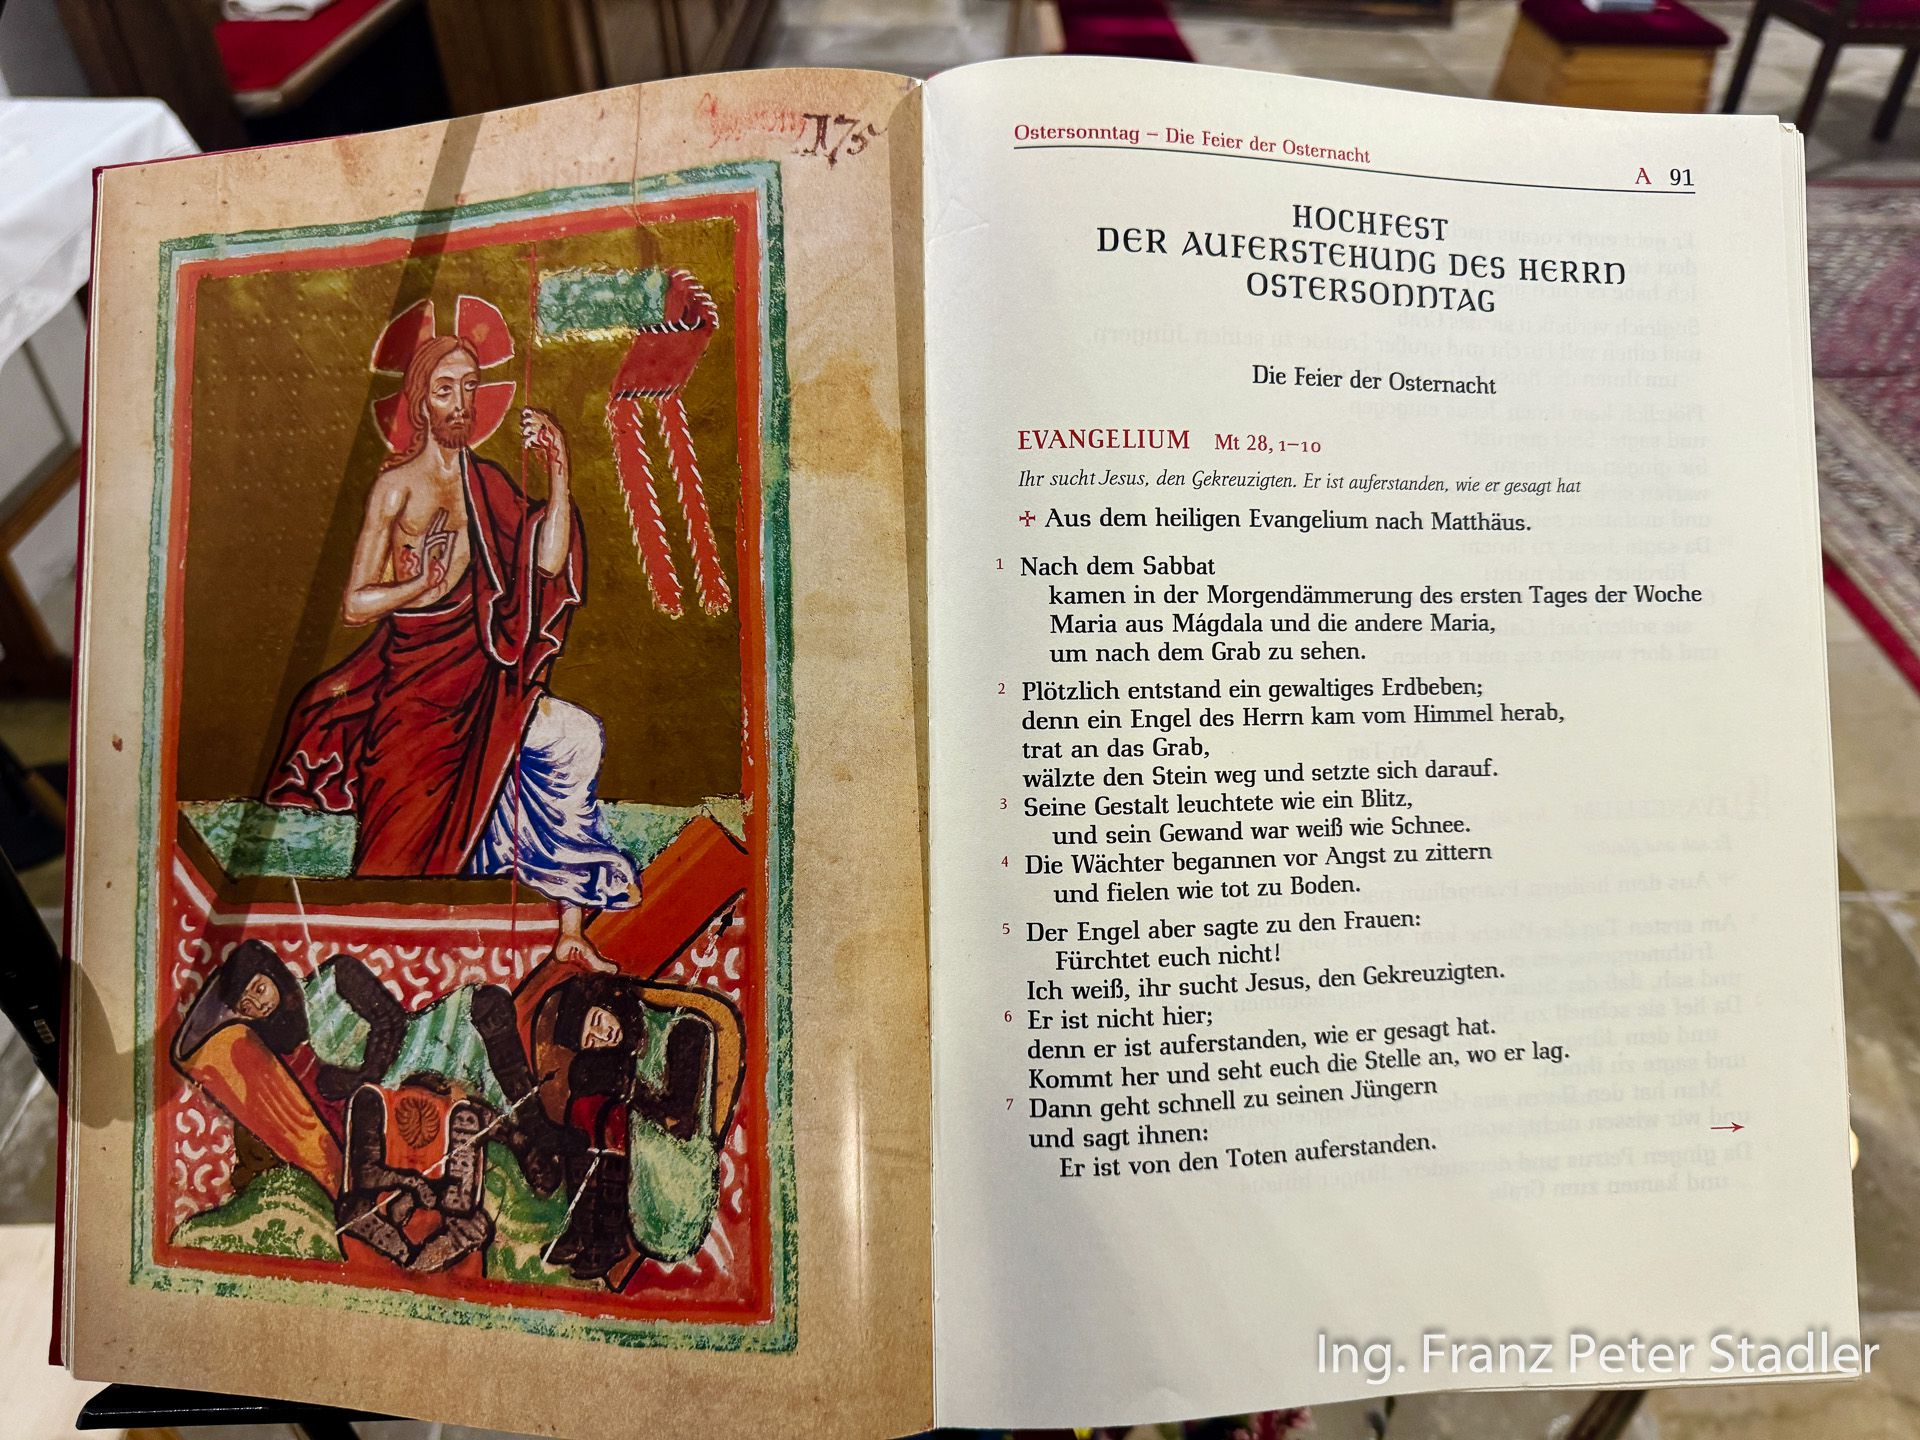 175
Ostersonntag – Die Feier der Osternacht
A 91
HOCHFEST
DER AUFERSTEHUNG DES HERRN
OSTERSONNTAG
Die Feier der Osternacht
EVANGELIUM Mt 28, 1–10
Ihr sucht Jesus, den Gekreuzigten. Er ist auferstanden, wie er gesagt hat
✠ Aus dem heiligen Evangelium nach Matthäus.
1 Nach dem Sabbat
kamen in der Morgendämmerung des ersten Tages der Woche
Maria aus Mágdala und die andere Maria,
um nach dem Grab zu sehen.
2 Plötzlich entstand ein gewaltiges Erdbeben;
denn ein Engel des Herrn kam vom Himmel herab,
trat an das Grab,
wälzte den Stein weg und setzte sich darauf.
3 Seine Gestalt leuchtete wie ein Blitz,
und sein Gewand war weiß wie Schnee.
4 Die Wächter begannen vor Angst zu zittern
und fielen wie tot zu Boden.
5 Der Engel aber sagte zu den Frauen:
Fürchtet euch nicht!
Ich weiß, ihr sucht Jesus, den Gekreuzigten.
6 Er ist nicht hier;
denn er ist auferstanden, wie er gesagt hat.
Kommt her und seht euch die Stelle an, wo er lag.
7 Dann geht schnell zu seinen Jüngern
und sagt ihnen:
Er ist von den Toten auferstanden.
→
Ing. Franz Peter Stadler